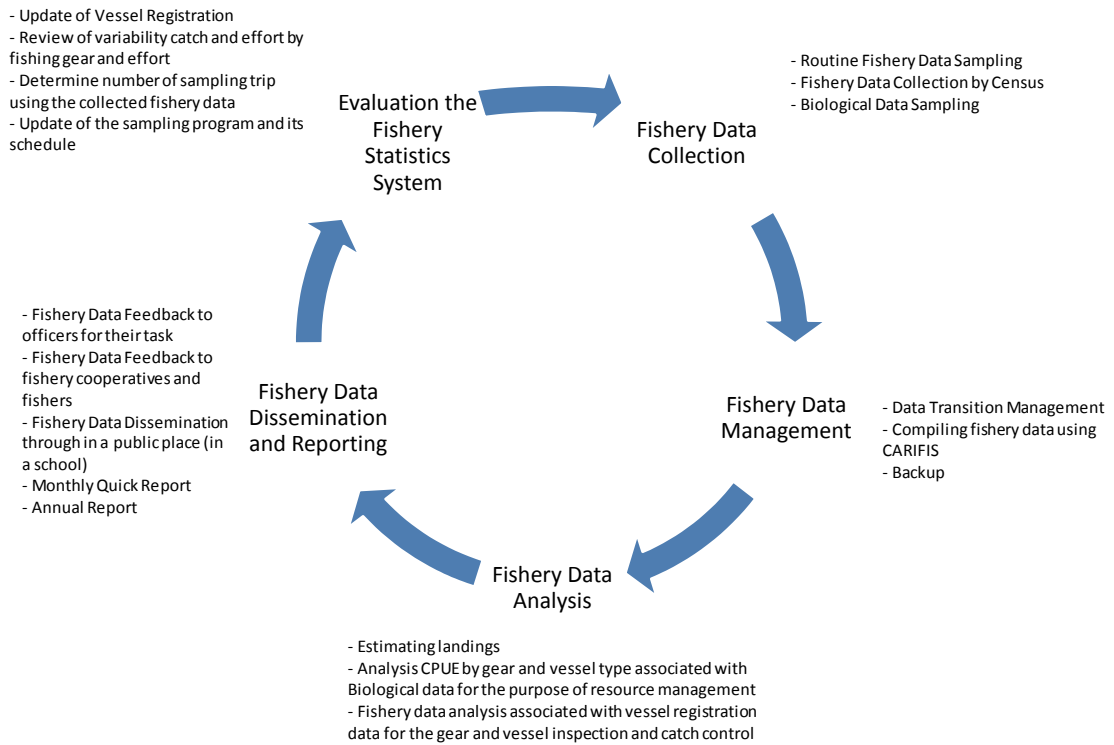 - Update of Vessel Registration
- Review of variability catch and effort by
fishing gear and effort
- Determine number of sampling trip
using the collected fishery data
- Update of the sampling program and its
schedule
Evaluation the
Fishery
Statistics
System
Fishery Data
Collection
- Routine Fishery Data Sampling
- Fishery Data Collection by Census
- Biological Data Sampling
Fishery Data
Management
- Data Transition Management
- Compiling fishery data using
CARIFIS
- Backup
Fishery Data
Analysis
- Estimating landings
- Analysis CPUE by gear and vessel type associated with
Biological data for the purpose of resource management
- Fishery data analysis associated with vessel registration
data for the gear and vessel inspection and catch control
Fishery Data
Dissemination
and Reporting
- Fishery Data Feedback to
officers for their task
- Fishery Data Feedback to
fishery cooperatives and
fishers
- Fishery Data Dissemination
through in a public place (in
a school)
- Monthly Quick Report
- Annual Report